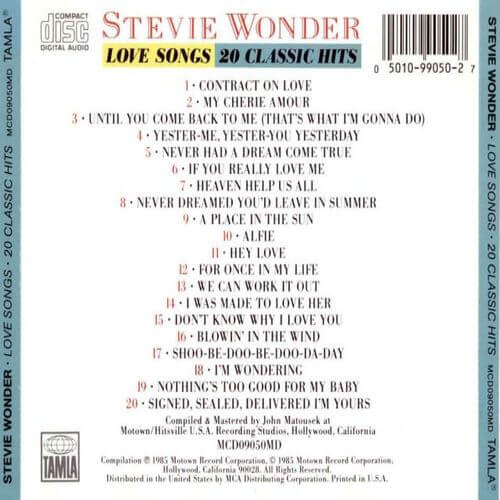 COMPACT
disc
DIGITAL AUDIO
STEVIE WONDER
LOVE SONGS 20 CLASSIC HITS
0 5010-99050-2 7
1 · CONTRACT ON LOVE
2 · MY CHERIE AMOUR
3 · UNTIL YOU COME BACK TO ME (THAT'S WHAT I'M GONNA DO)
4 · YESTER-ME, YESTER-YOU YESTERDAY
5 · NEVER HAD A DREAM COME TRUE
6 · IF YOU REALLY LOVE ME
7 · HEAVEN HELP US ALL
8 · NEVER DREAMED YOU'D LEAVE IN SUMMER
9 · A PLACE IN THE SUN
10 · ALFIE
11 · HEY LOVE
12 · FOR ONCE IN MY LIFE
13 · WE CAN WORK IT OUT
14 · I WAS MADE TO LOVE HER
15 · DON'T KNOW WHY I LOVE YOU
16 · BLOWIN' IN THE WIND
17 · SHOO-BE-DOO-BE-DOO-DA-DAY
18 · I'M WONDERING
19 · NOTHING'S TOO GOOD FOR MY BABY
20 · SIGNED, SEALED, DELIVERED I'M YOURS
Compiled & Mastered by John Matousek at
Motown/Hitsville U.S.A. Recording Studios, Hollywood, California
MCD09050MD
Compilation ℗ 1985 Motown Record Corporation. © 1985 Motown Record Corporation,
Hollywood, California 90028. All Rights Reserved.
Distributed in the United States by MCA Distributing Corporation.
TAMLA
STEVIE WONDER · LOVE SONGS · 20 CLASSIC HITS MCD09050MD TAMLA®
STEVIE WONDER · LOVE SONGS · 20 CLASSIC HITS MCD09050MD TAMLA®